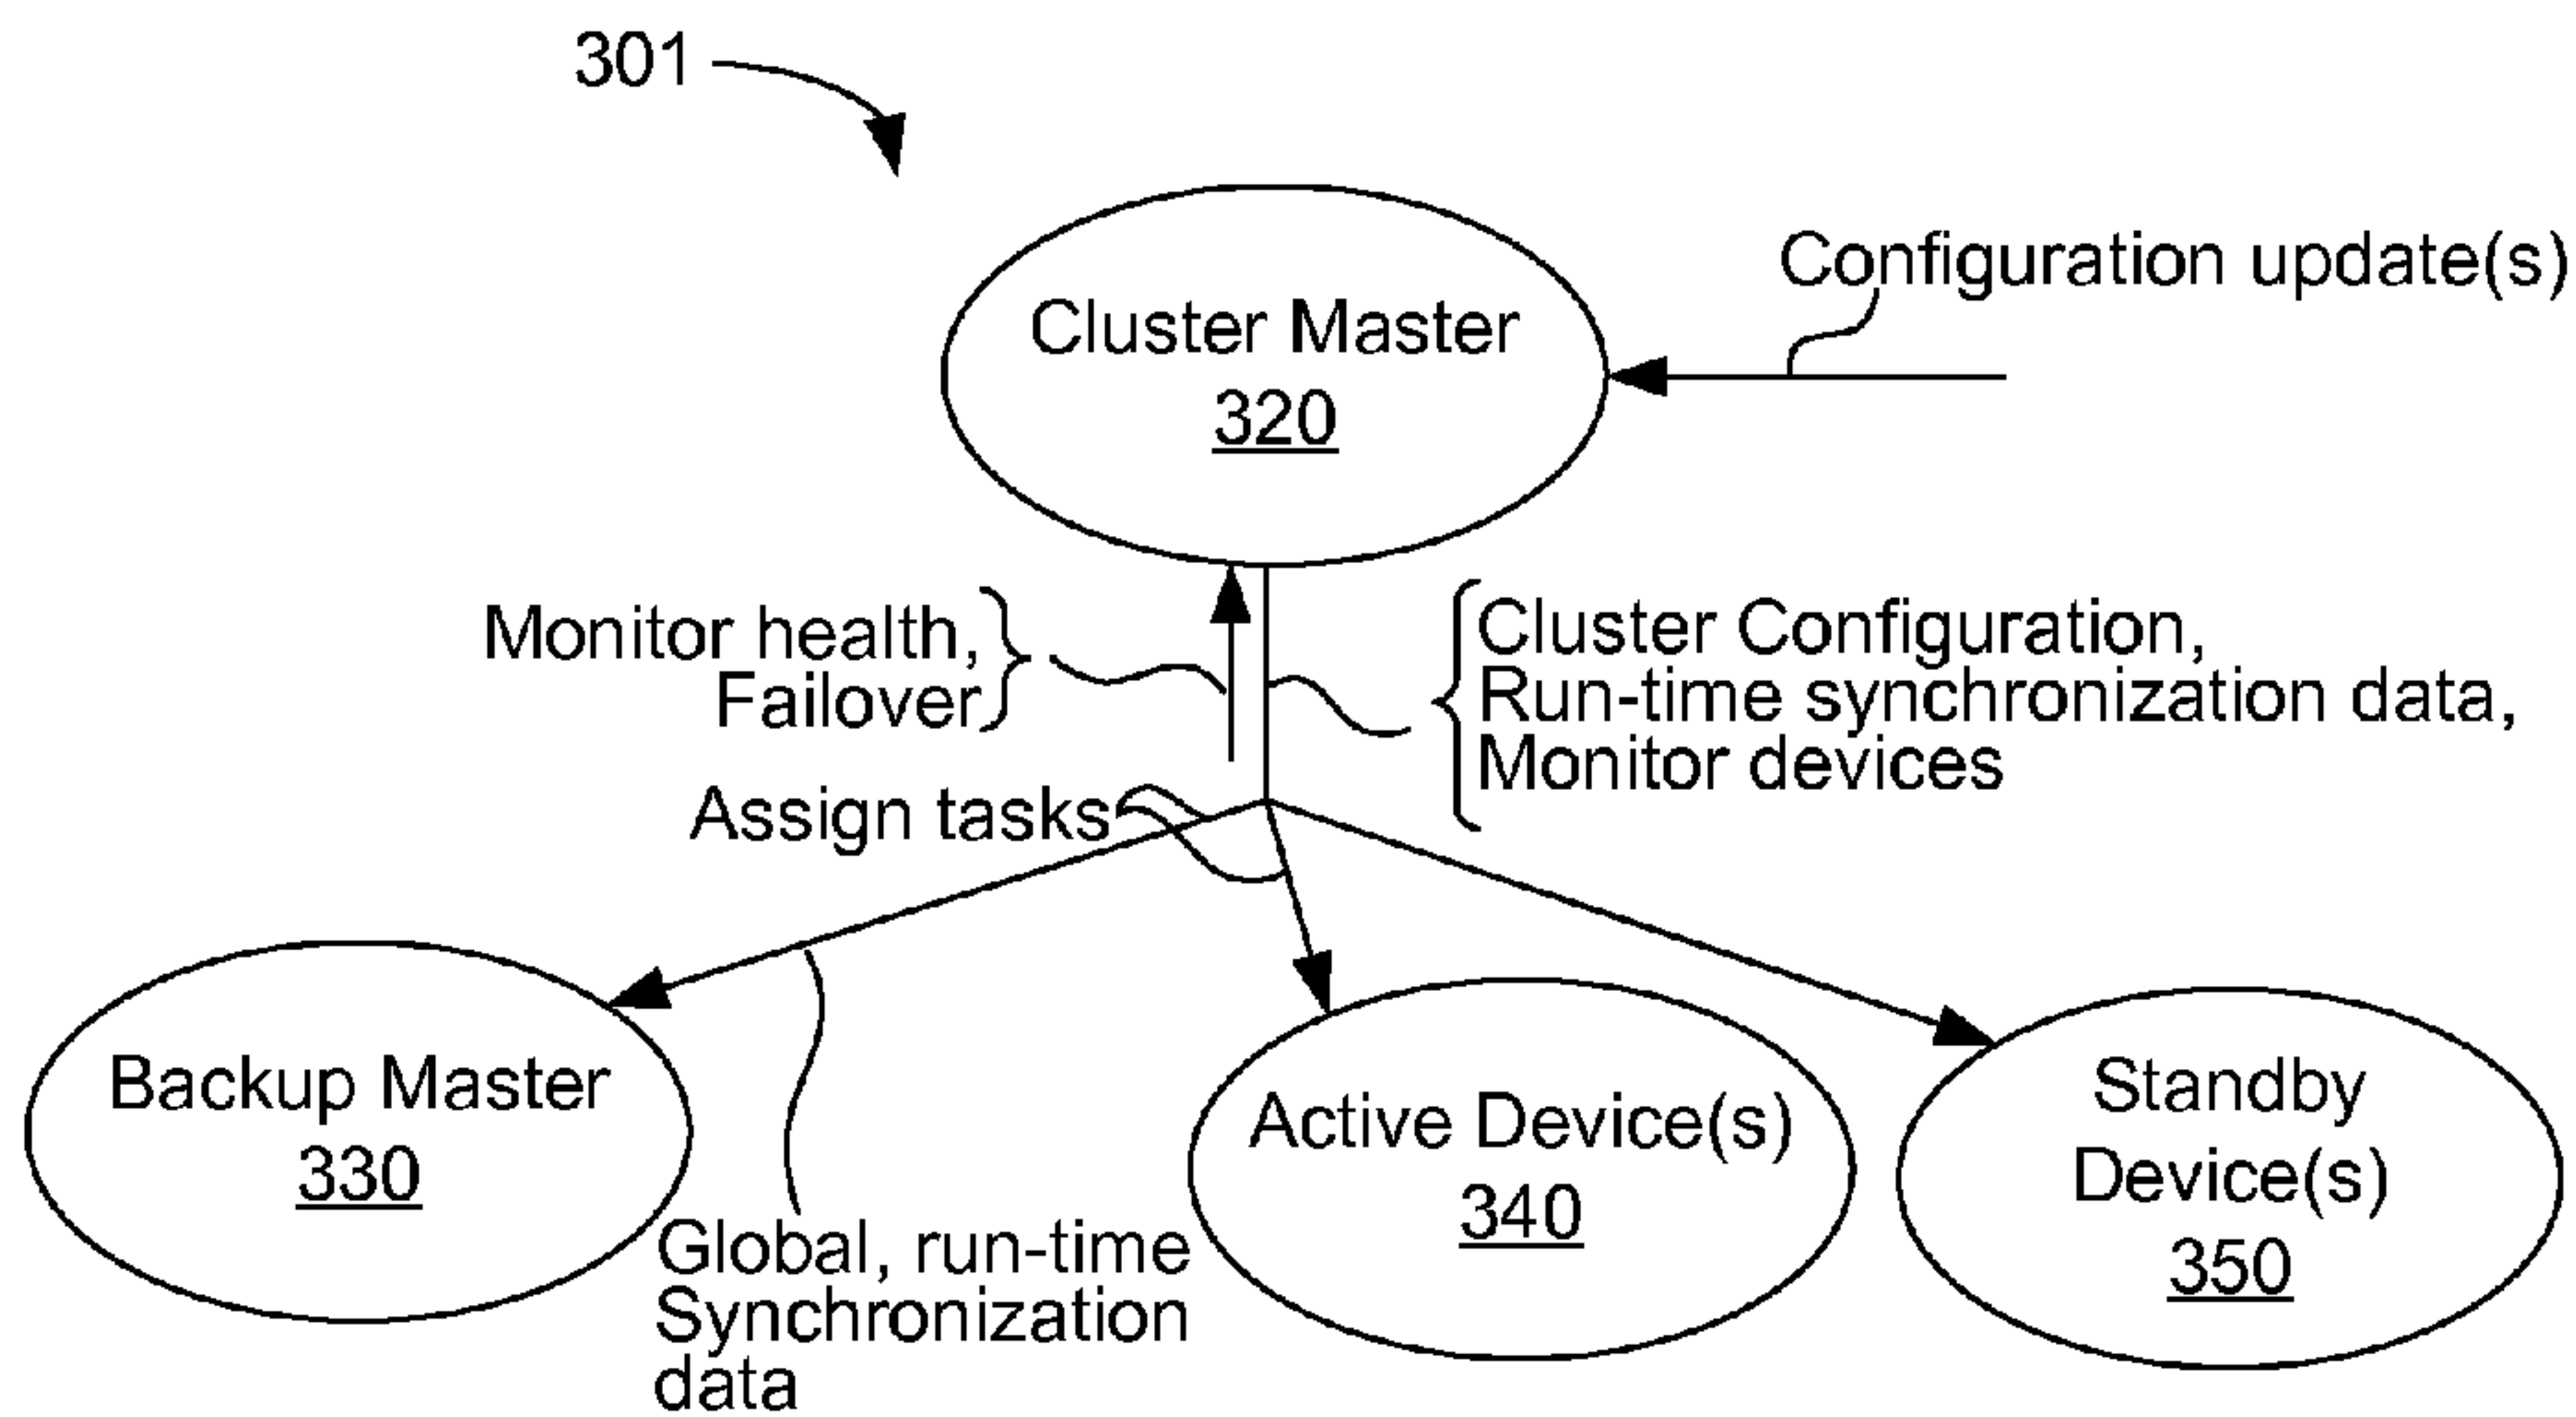 301
Configuration update(s)
Cluster Master
320
Monitor health,
Failover
Cluster Configuration,
Run-time synchronization data,
Monitor devices
Assign tasks
Backup Master
330
Active Device(s)
340
Standby
Device(s)
350
Global, run-time
Synchronization
data